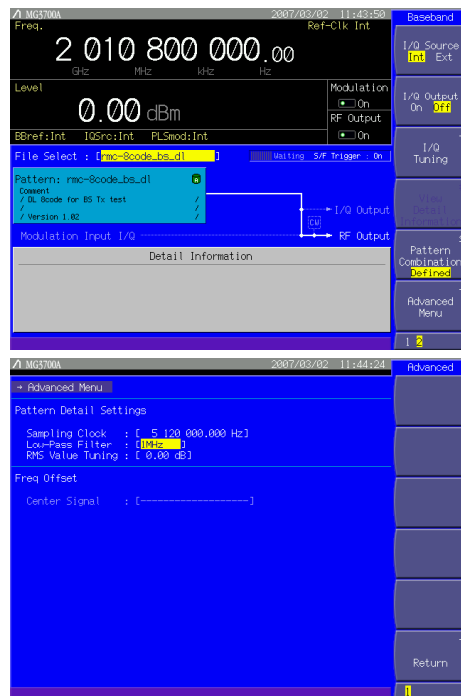 MG3700A 2007/03/02 11:43:50 Baseband
Freq. Ref-Clk Int
2 010 800 000.00
GHz MHz kHz Hz
I/Q Source
Int Ext
Level
0.00 dBm
Modulation
On
RF Output
On
I/Q Output
On Off
BBref:Int IQSrc:Int PLSmod:Int
File Select : [rmc-8code_bs_dl ] Waiting S/F Trigger : On
I/Q
Tuning
Pattern: rmc-8code_bs_dl A
Comment
/ DL 8code for BS Tx test /
/ /
/ Version 1.02 /
I/Q Output
CW
Modulation Input I/Q RF Output
View
Detail
Information
Detail Information
Pattern
Combination
Defined
Advanced
Menu
1 2
MG3700A 2007/03/02 11:44:24 Advanced
→ Advanced Menu
Pattern Detail Settings
Sampling Clock : [ 5 120 000.000 Hz]
Low-Pass Filter : [1MHz ]
RMS Value Tuning : [ 0.00 dB]
Freq Offset
Center Signal : [-------------------]
Return
1